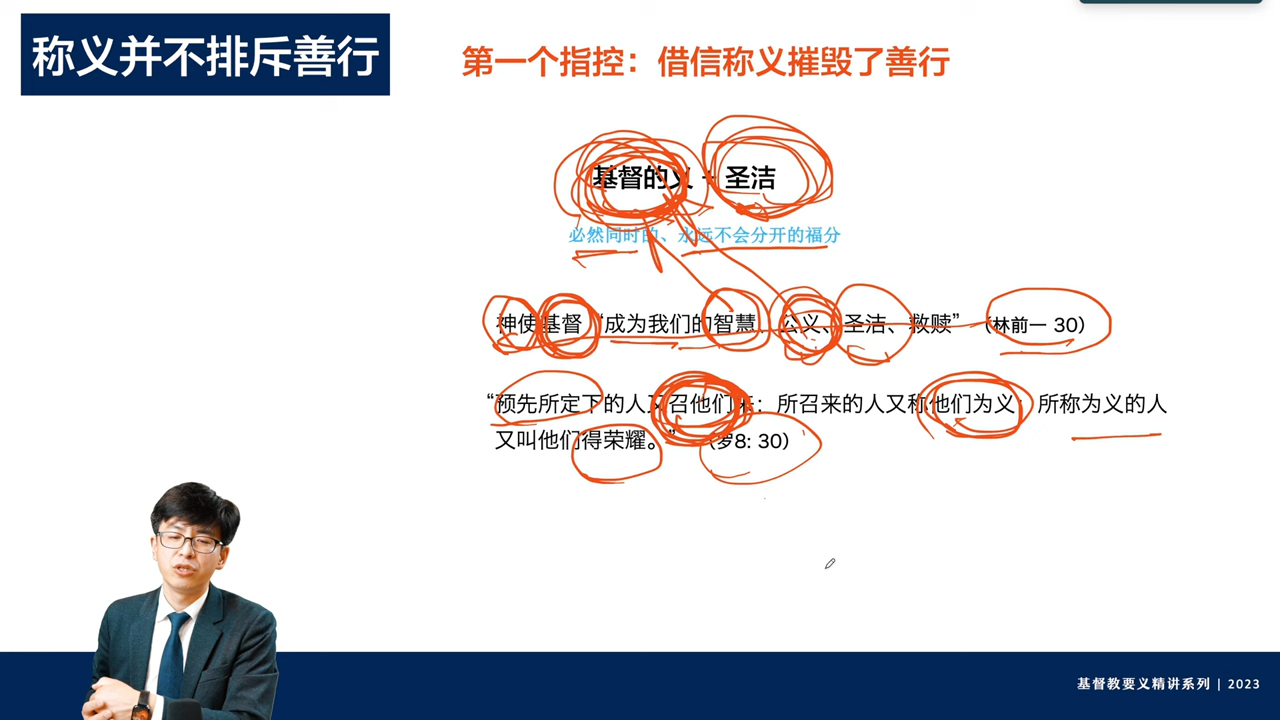 称义并不排斥善行
第一个指控：借信称义摧毁了善行
基督的义 - 圣洁
必然同时的、永远不会分开的福分
神使基督“成为我们的智慧、公义、圣洁、救赎”（林前一 30）
“预先所定下的人又召他们来：所召来的人又称他们为义；所称为义的人
又叫他们得荣耀。”（罗8: 30）
基督教要义精讲系列 | 2023